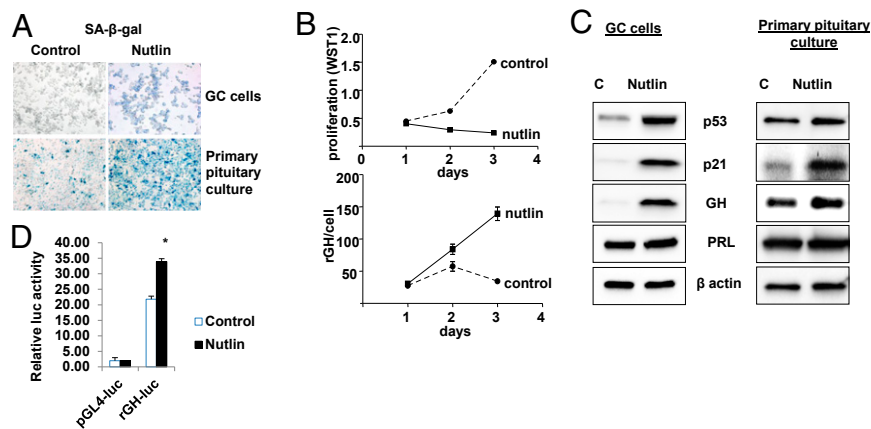 A
SA-β-gal
Control Nutlin
GC cells
Primary
pituitary
culture
B
proliferation (WST1)
2.0
1.5
1.0
0.5
0 1 2 3 4
days
control
nutlin
rGH/cell
200
150
100
50
1 2 3 4
days
nutlin
control
C
GC cells
C Nutlin
Primary pituitary
culture
C Nutlin
p53
p21
GH
PRL
β actin
D
Relative luc activity
40.00
35.00
30.00
25.00
20.00
15.00
10.00
5.00
0.00
*
pGL4-luc
rGH-luc
Control
Nutlin